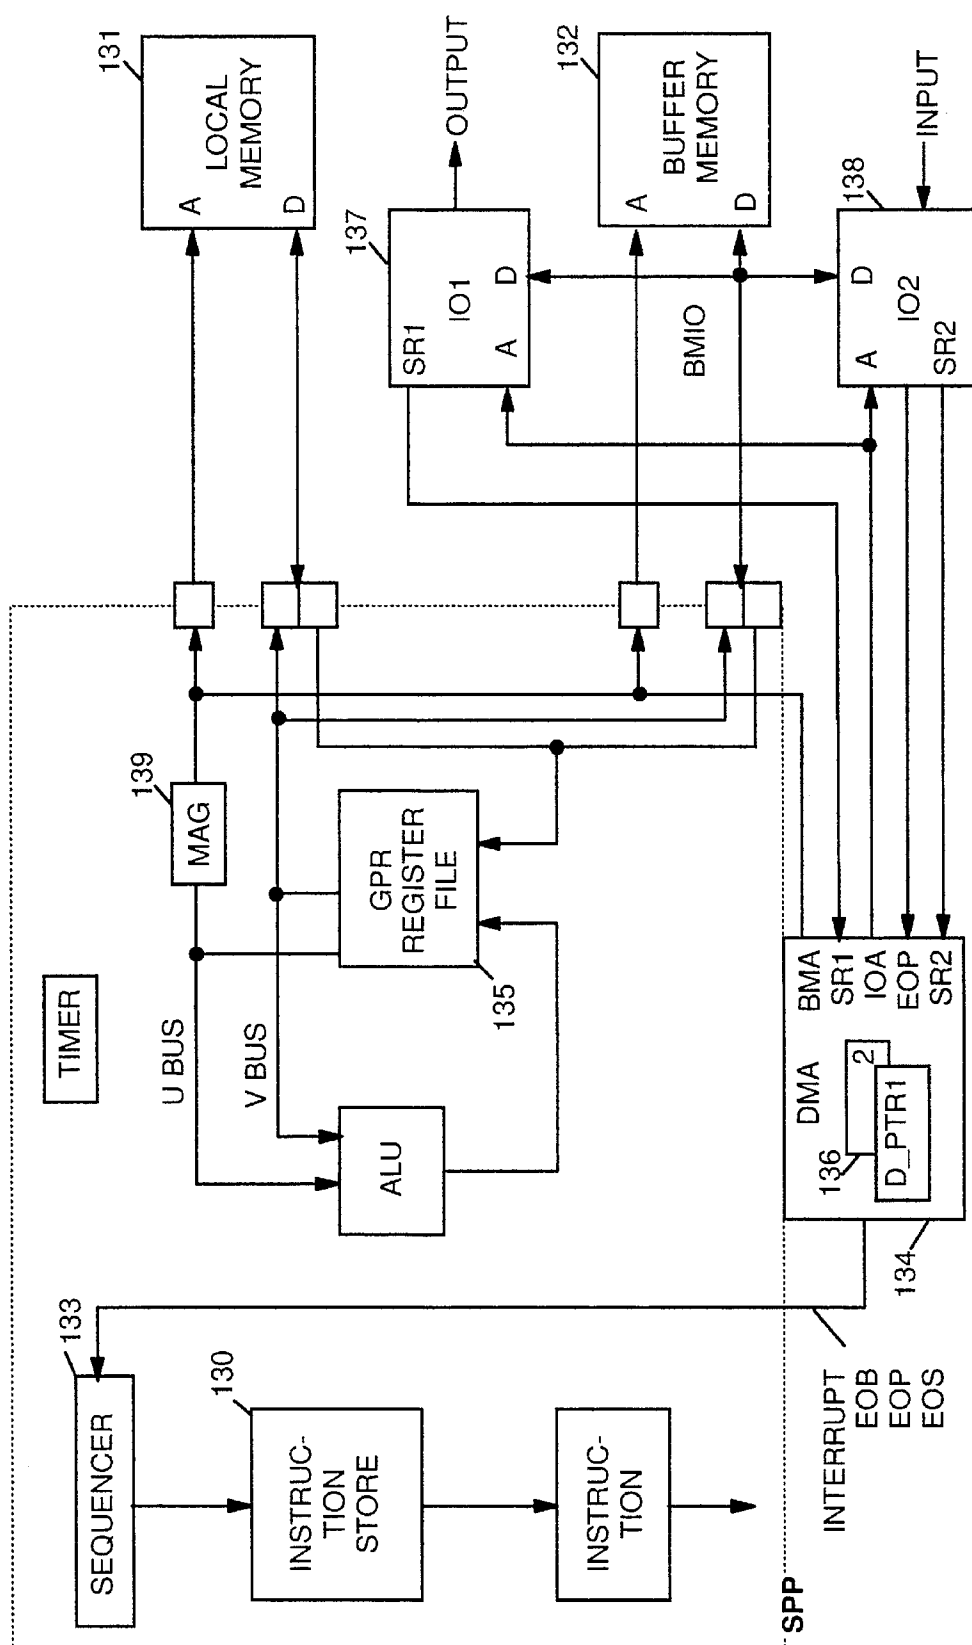 133
SEQUENCER
130
INSTRUC-
TION
STORE
INSTRUC-
TION
SPP
TIMER
U BUS
V BUS
ALU
139
MAG
GPR
REGISTER
FILE
135
131
LOCAL
MEMORY
A
D
137
SR1
IO1
A
D
OUTPUT
132
BUFFER
MEMORY
A
D
BMIO
138
A
D
IO2
SR2
INPUT
BMA
SR1
IOA
EOP
SR2
DMA
2
136
D_PTR1
134
INTERRUPT
EOB
EOP
EOS